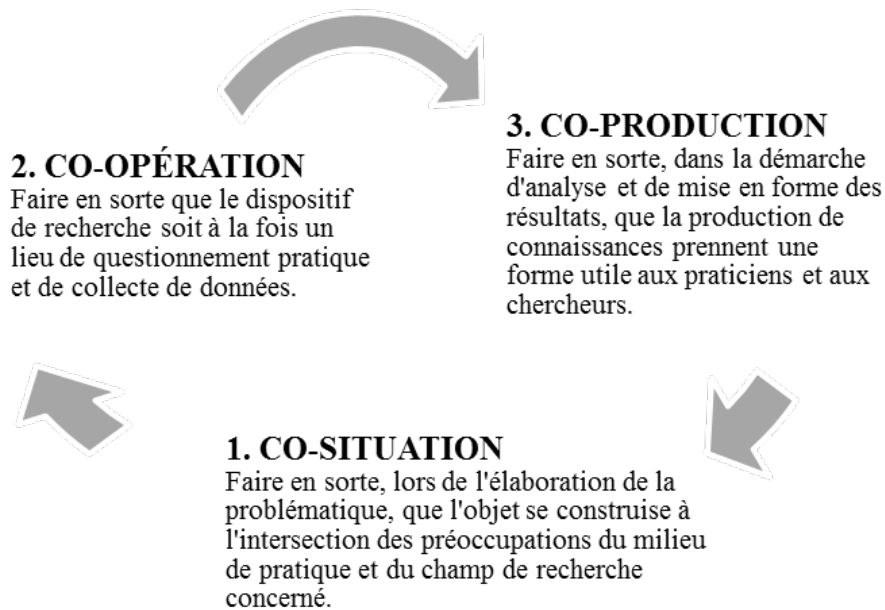 2. CO-OPÉRATION
Faire en sorte que le dispositif
de recherche soit à la fois un
lieu de questionnement pratique
et de collecte de données.
3. CO-PRODUCTION
Faire en sorte, dans la démarche
d'analyse et de mise en forme des
résultats, que la production de
connaissances prennent une
forme utile aux praticiens et aux
chercheurs.
1. CO-SITUATION
Faire en sorte, lors de l'élaboration de la
problématique, que l'objet se construise à
l'intersection des préoccupations du milieu
de pratique et du champ de recherche
concerné.